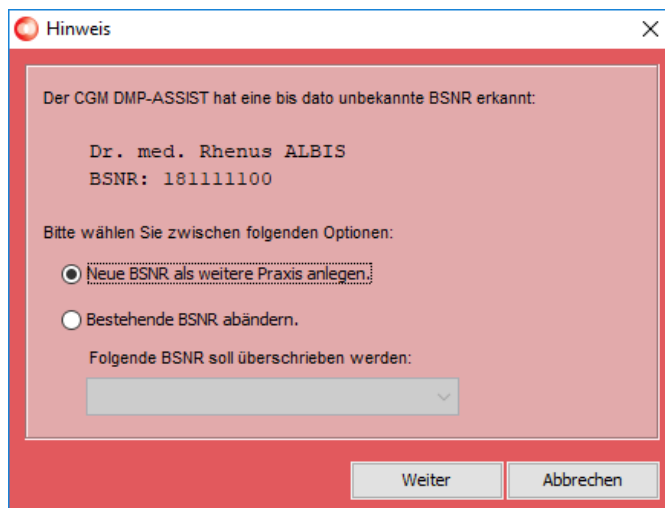 Hinweis
Der CGM DMP-ASSIST hat eine bis dato unbekannte BSNR erkannt:
Dr. med. Rhenus ALBIS
BSNR: 181111100
Bitte wählen Sie zwischen folgenden Optionen:
Neue BSNR als weitere Praxis anlegen.
Bestehende BSNR abändern.
Folgende BSNR soll überschrieben werden:
Weiter Abbrechen